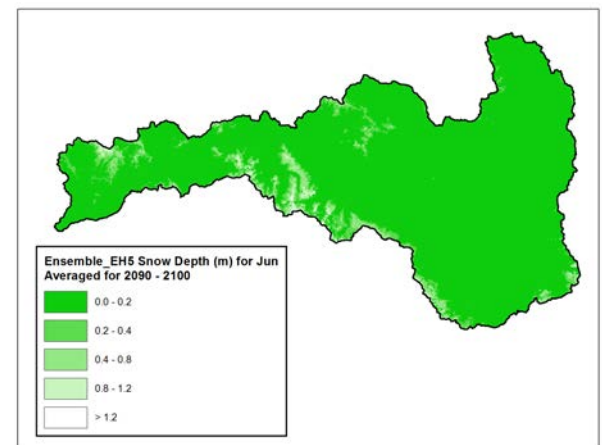 Ensemble_EH5 Snow Depth (m) for Jun
Averaged for 2090 - 2100
0.0 - 0.2
0.2 - 0.4
0.4 - 0.8
0.8 - 1.2
> 1.2